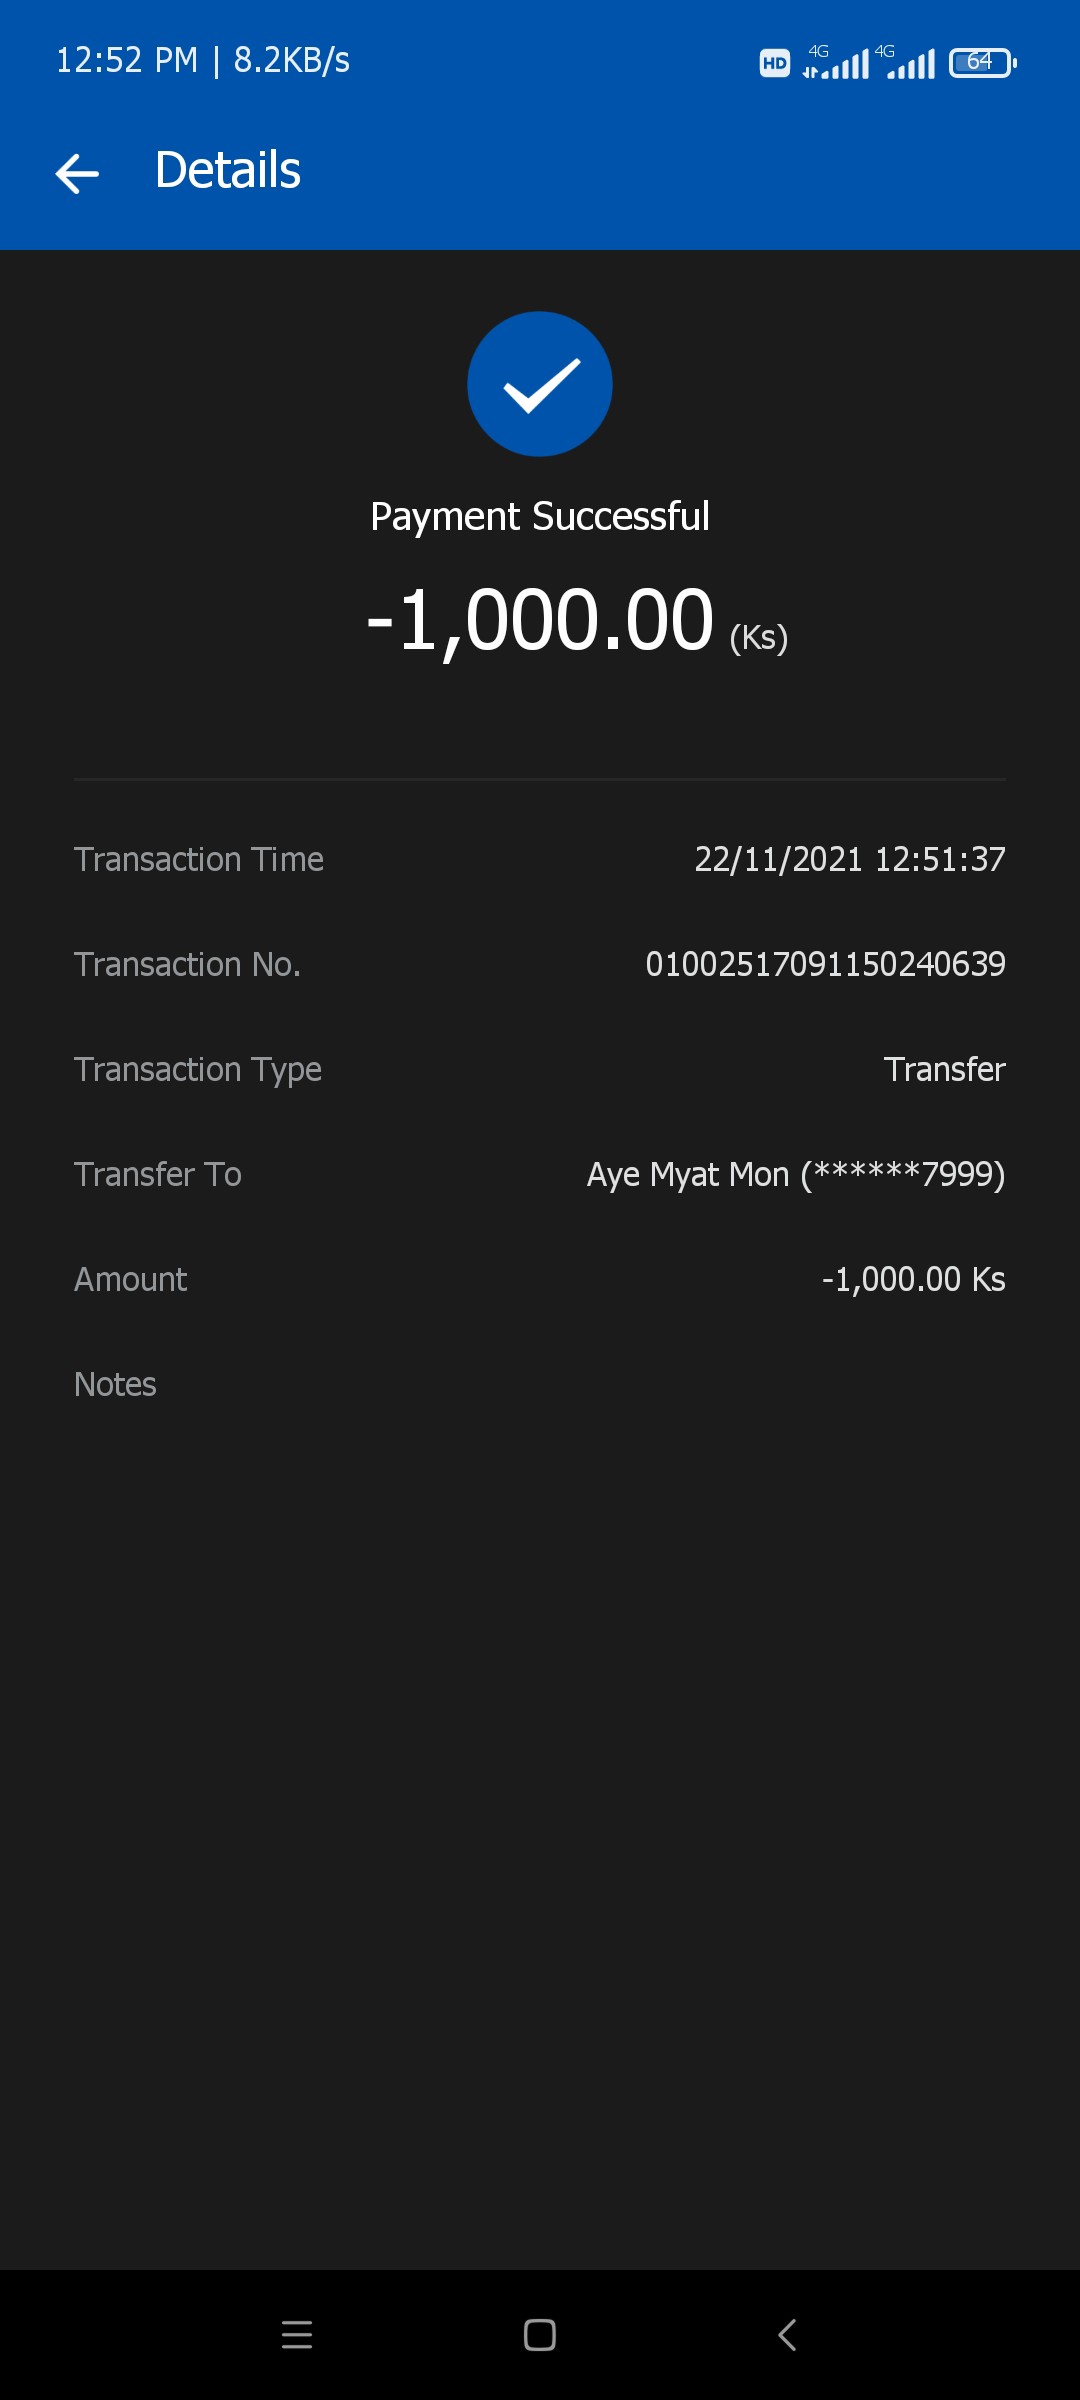 12:52 PM | 8.2KB/s HD 4G 4G 64
Details
Payment Successful
-1,000.00 (Ks)
Transaction Time 22/11/2021 12:51:37
Transaction No. 01002517091150240639
Transaction Type Transfer
Transfer To Aye Myat Mon (******7999)
Amount -1,000.00 Ks
Notes